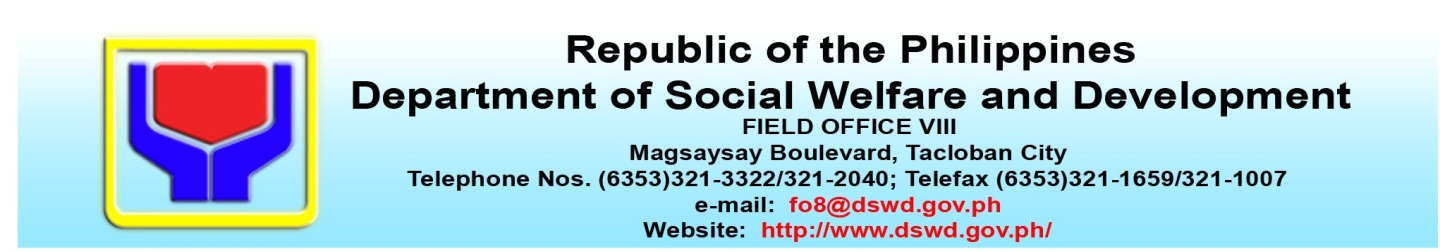 Republic of the Philippines
Department of Social Welfare and Development
FIELD OFFICE VIII
Magsaysay Boulevard, Tacloban City
Telephone Nos. (6353)321-3322/321-2040; Telefax (6353)321-1659/321-1007
e-mail: fo8@dswd.gov.ph
Website: http://www.dswd.gov.ph/